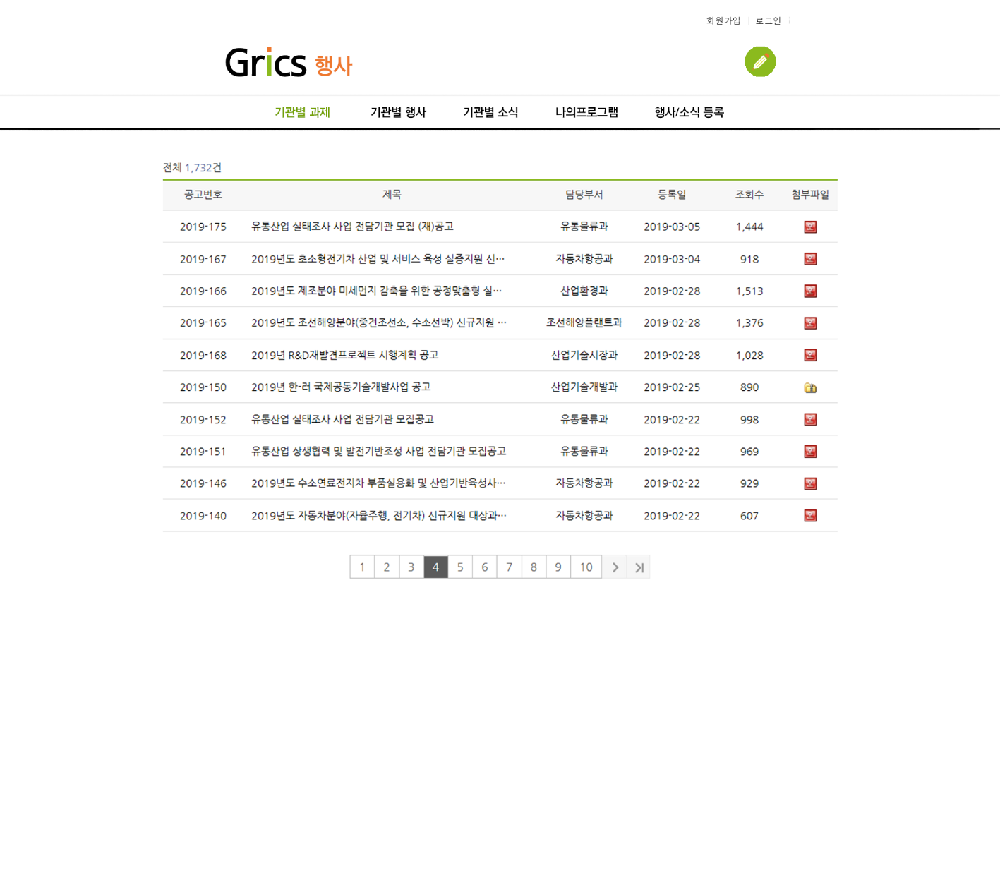 회원가입 로그인
Grics 행사
기관별 과제 기관별 행사 기관별 소식 나의프로그램 행사/소식 등록
전체 1,732건
공고번호 제목 담당부서 등록일 조회수 첨부파일
2019-175 유통산업 실태조사 사업 전담기관 모집 (재)공고 유통물류과 2019-03-05 1,444
2019-167 2019년도 초소형전기차 산업 및 서비스 육성 실증지원 신… 자동차항공과 2019-03-04 918
2019-166 2019년도 제조분야 미세먼지 감축을 위한 공정맞춤형 실… 산업환경과 2019-02-28 1,513
2019-165 2019년도 조선해양분야(중견조선소, 수소선박) 신규지원 … 조선해양플랜트과 2019-02-28 1,376
2019-168 2019년 R&D재발견프로젝트 시행계획 공고 산업기술시장과 2019-02-28 1,028
2019-150 2019년 한-러 국제공동기술개발사업 공고 산업기술개발과 2019-02-25 890
2019-152 유통산업 실태조사 사업 전담기관 모집공고 유통물류과 2019-02-22 998
2019-151 유통산업 상생협력 및 발전기반조성 사업 전담기관 모집공고 유통물류과 2019-02-22 969
2019-146 2019년도 수소연료전지차 부품실용화 및 산업기반육성사… 자동차항공과 2019-02-22 929
2019-140 2019년도 자동차분야(자율주행, 전기차) 신규지원 대상과… 자동차항공과 2019-02-22 607
1 2 3 4 5 6 7 8 9 10